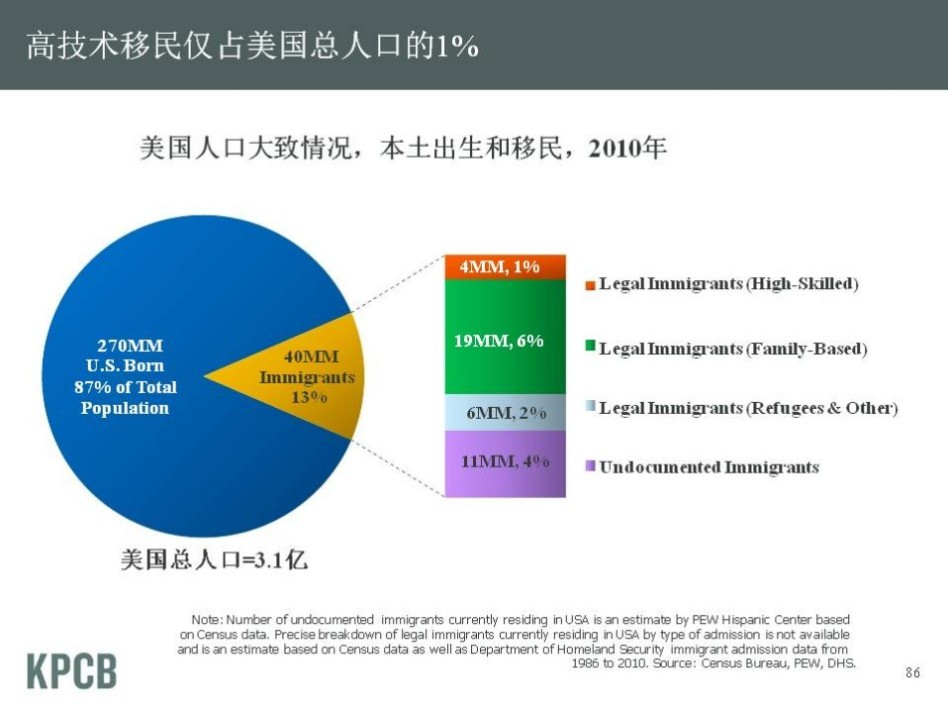 高技术移民仅占美国总人口的1%
美国人口大致情况，本土出生和移民，2010年
270MM
U.S. Born
87% of Total
Population
40MM
Immigrants
13%
4MM, 1%
19MM, 6%
6MM, 2%
11MM, 4%
Legal Immigrants (High-Skilled)
Legal Immigrants (Family-Based)
Legal Immigrants (Refugees & Other)
Undocumented Immigrants
美国总人口=3.1亿
Note: Number of undocumented immigrants currently residing in USA is an estimate by PEW Hispanic Center based
on Census data. Precise breakdown of legal immigrants currently residing in USA by type of admission is not available
and is an estimate based on Census data as well as Department of Homeland Security immigrant admission data from
1986 to 2010. Source: Census Bureau, PEW, DHS.
KPCB
86